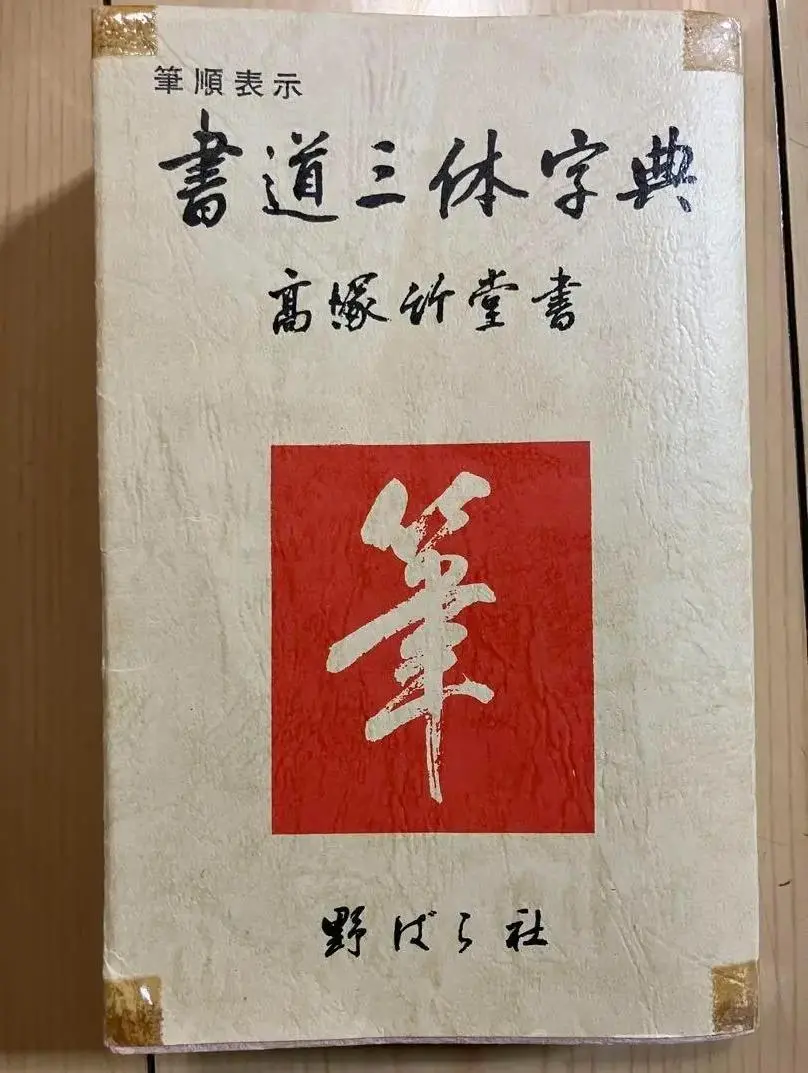 筆順表示
書道三体字典
高塚竹堂書
筆
野ばら社